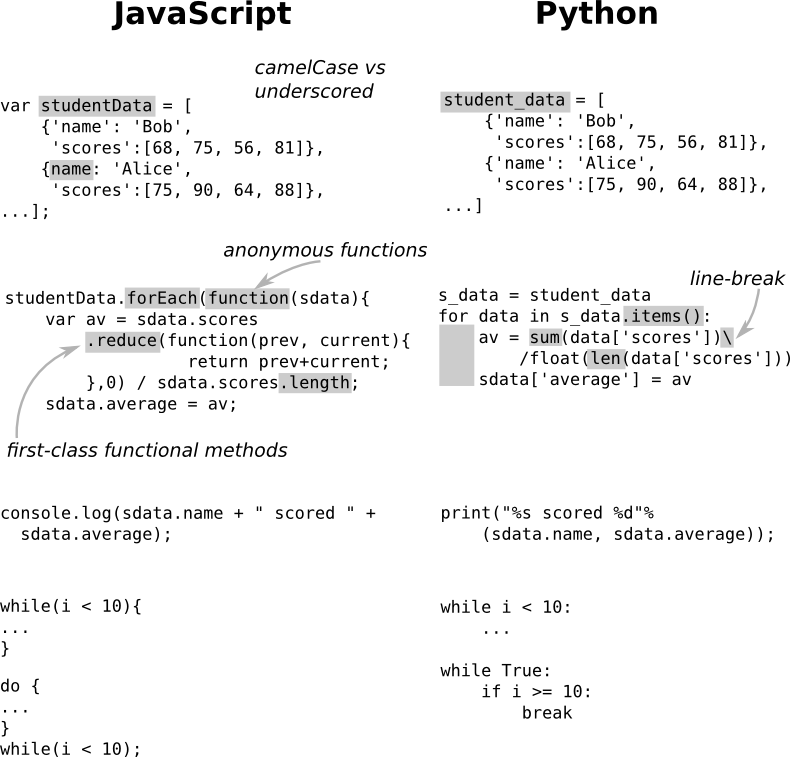 JavaScript
camelCase vs
underscored
var studentData = [
    {'name': 'Bob',
     'scores':[68, 75, 56, 81]},
    {name: 'Alice',
     'scores':[75, 90, 64, 88]},
...];
anonymous functions
studentData.forEach(function(sdata){
    var av = sdata.scores
        .reduce(function(prev, current){
                  return prev+current;
        },0) / sdata.scores.length;
    sdata.average = av;
first-class functional methods
console.log(sdata.name + " scored " +
  sdata.average);
while(i < 10){
...
}
do {
...
}
while(i < 10);
Python
student_data = [
    {'name': 'Bob',
     'scores':[68, 75, 56, 81]},
    {'name': 'Alice',
     'scores':[75, 90, 64, 88]},
...]
line-break
s_data = student_data
for data in s_data.items():
    av = sum(data['scores'])\
        /float(len(data['scores']))
    sdata['average'] = av
print("%s scored %d"%
    (sdata.name, sdata.average));
while i < 10:
    ...
while True:
    if i >= 10:
        break